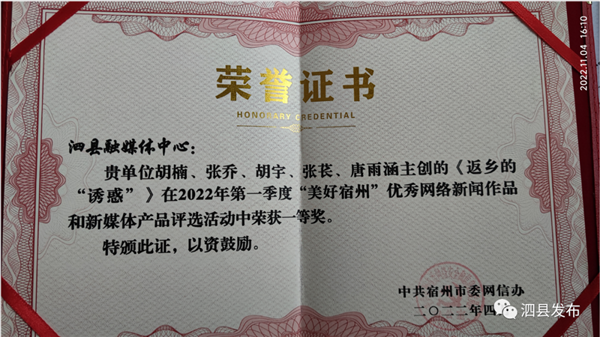 荣誉证书
HONORARY CREDENTIAL
2022.11.04 16:10
泗县融媒体中心：
贵单位胡楠、张乔、胡宇、张苌、唐雨涵主创的《返乡的
“诱惑”》在2022年第一季度“美好宿州”优秀网络新闻作品
和新媒体产品评选活动中荣获一等奖。
特颁此证，以资鼓励。
中共宿州市委网信办
二〇二二年四
泗县发布